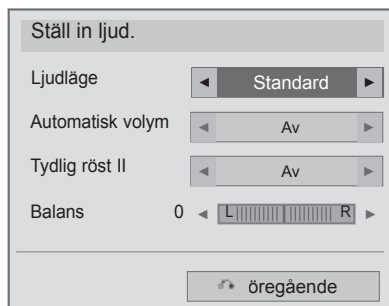 Ställ in ljud.
Ljudläge ◄ Standard ►
Automatisk volym ◄ Av ►
Tydlig röst II ◄ Av ►
Balans 0 ◄ L R ►
öregående